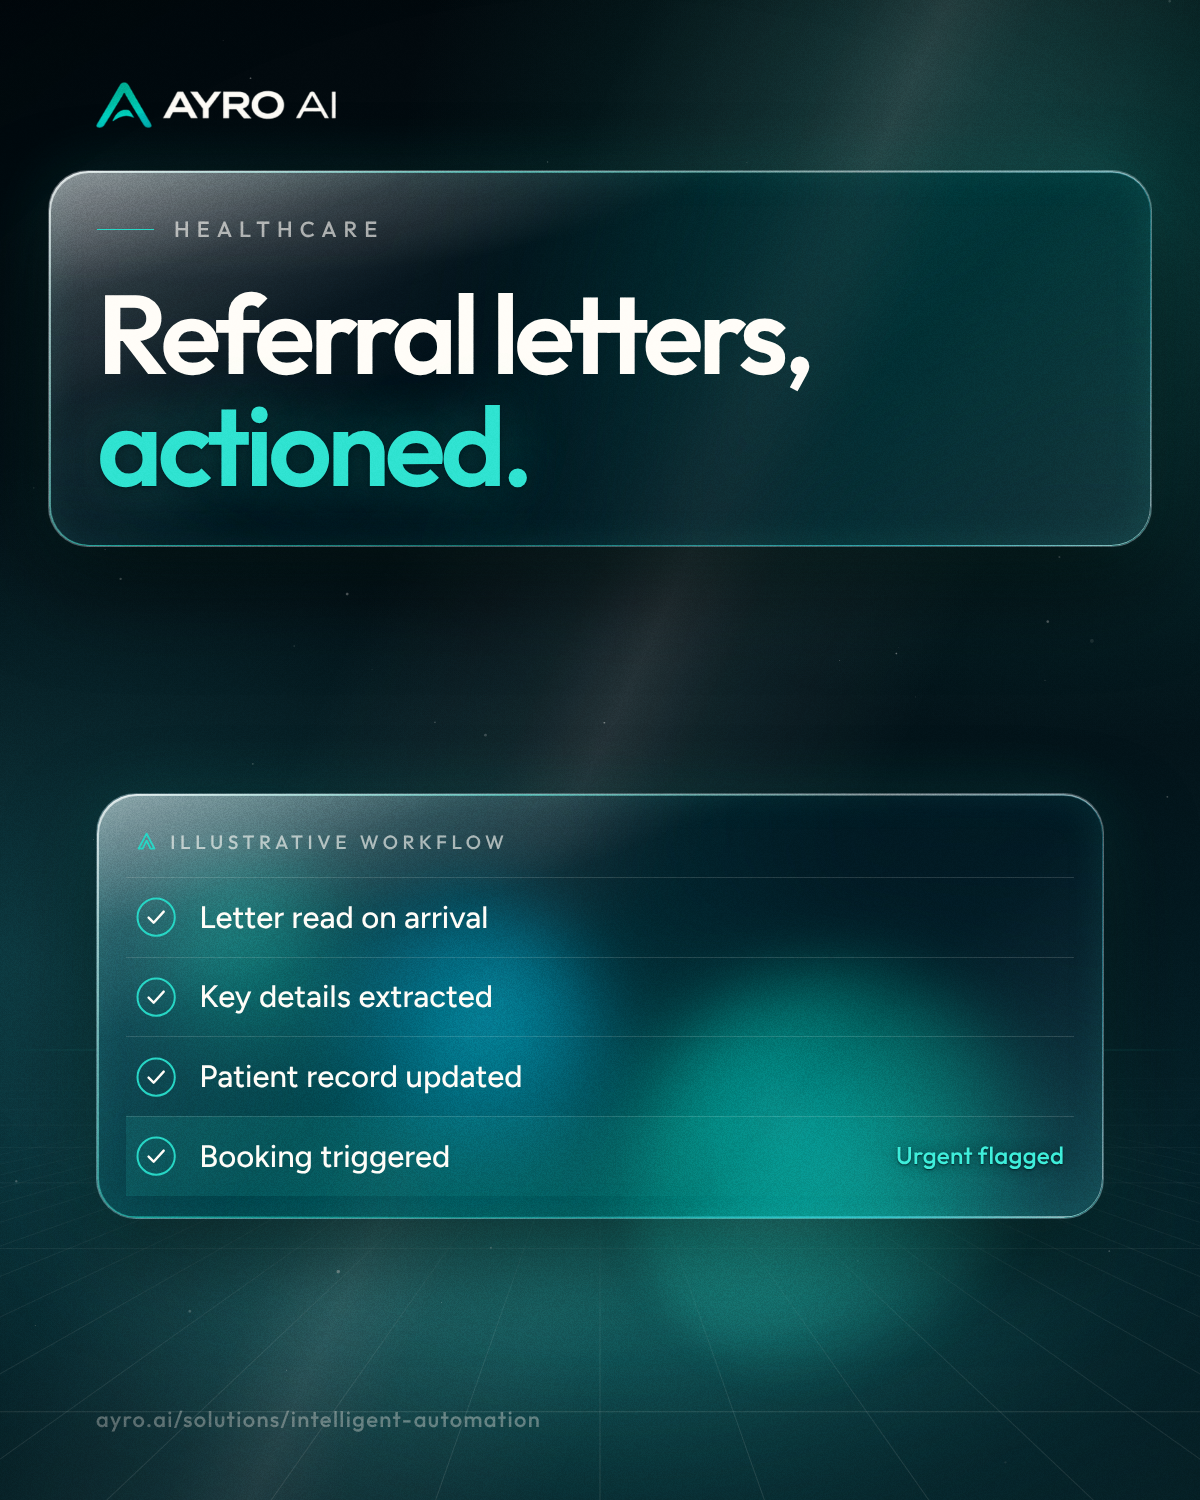 AYRO AI
HEALTHCARE
Referral letters,
actioned.
ILLUSTRATIVE WORKFLOW
Letter read on arrival
Key details extracted
Patient record updated
Booking triggered
Urgent flagged
ayro.ai/solutions/intelligent-automation